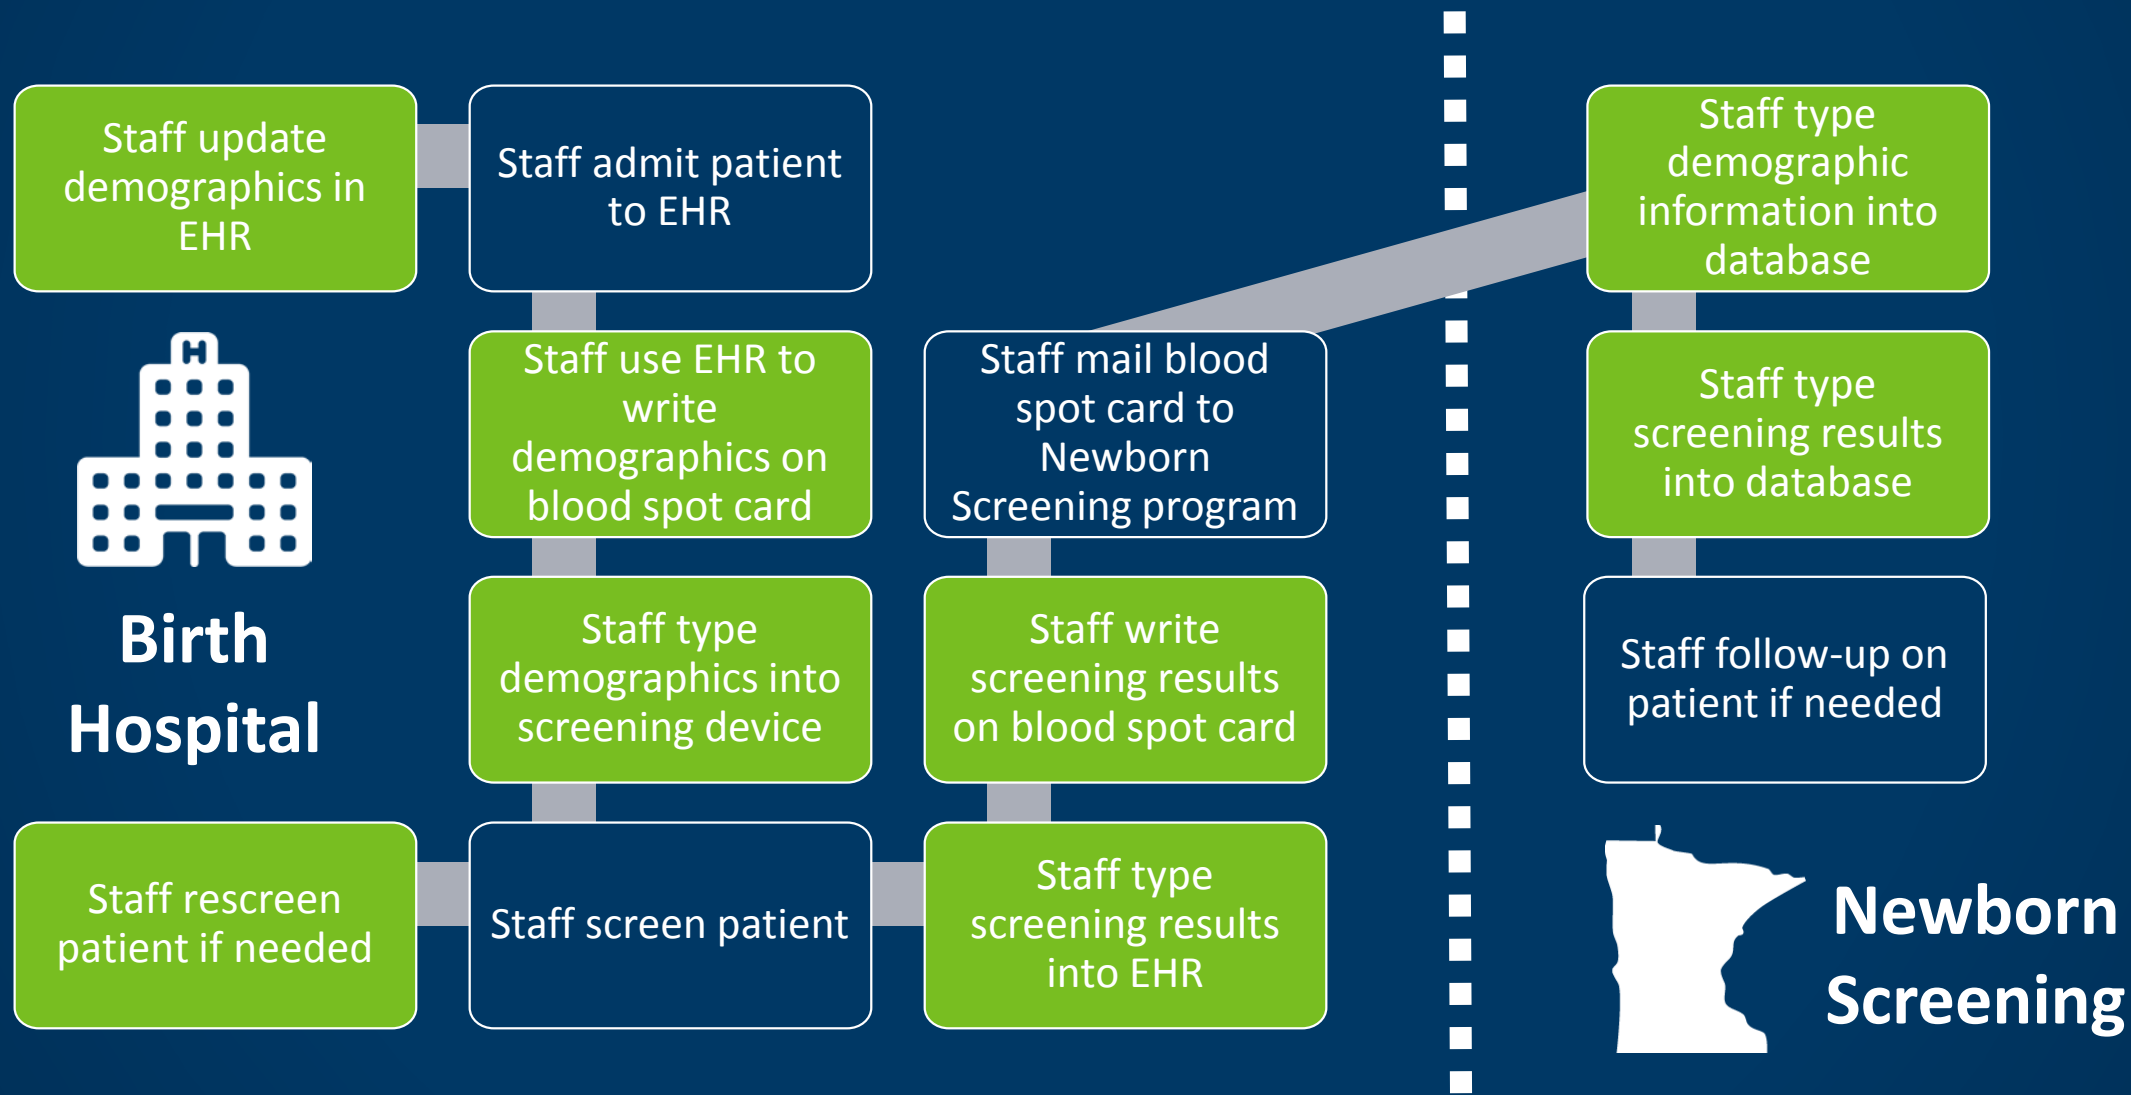 Staff update
demographics in
EHR
Staff admit patient
to EHR
Staff use EHR to
write
demographics on
blood spot card
Staff type
demographics into
screening device
Staff screen patient
Staff rescreen
patient if needed
Staff type
screening results
into EHR
Staff write
screening results
on blood spot card
Staff mail blood
spot card to
Newborn
Screening program
H
Birth
Hospital
Staff type
demographic
information into
database
Staff type
screening results
into database
Staff follow-up on
patient if needed
Newborn
Screening